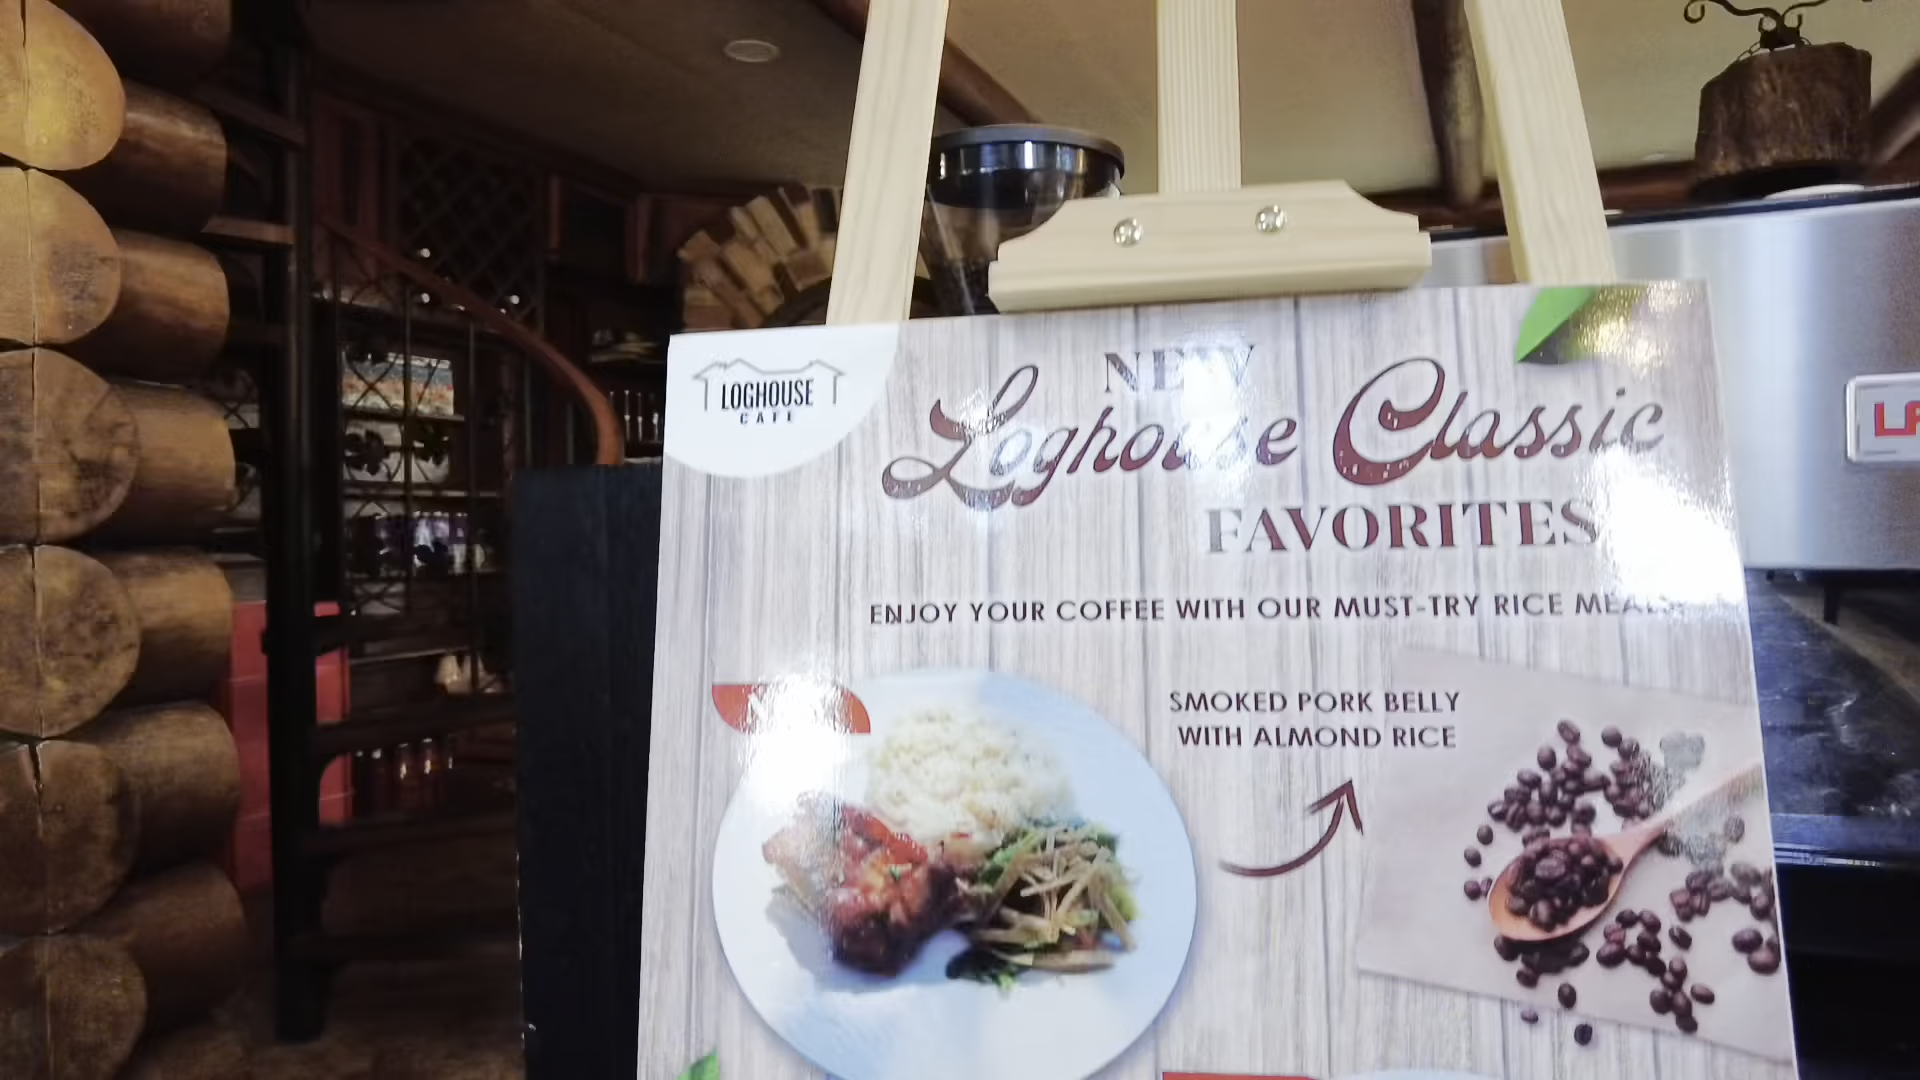 LOGHOUSE
CAFE
NEW
Loghouse Classic
FAVORITES
ENJOY YOUR COFFEE WITH OUR MUST-TRY RICE MEALS
SMOKED PORK BELLY
WITH ALMOND RICE